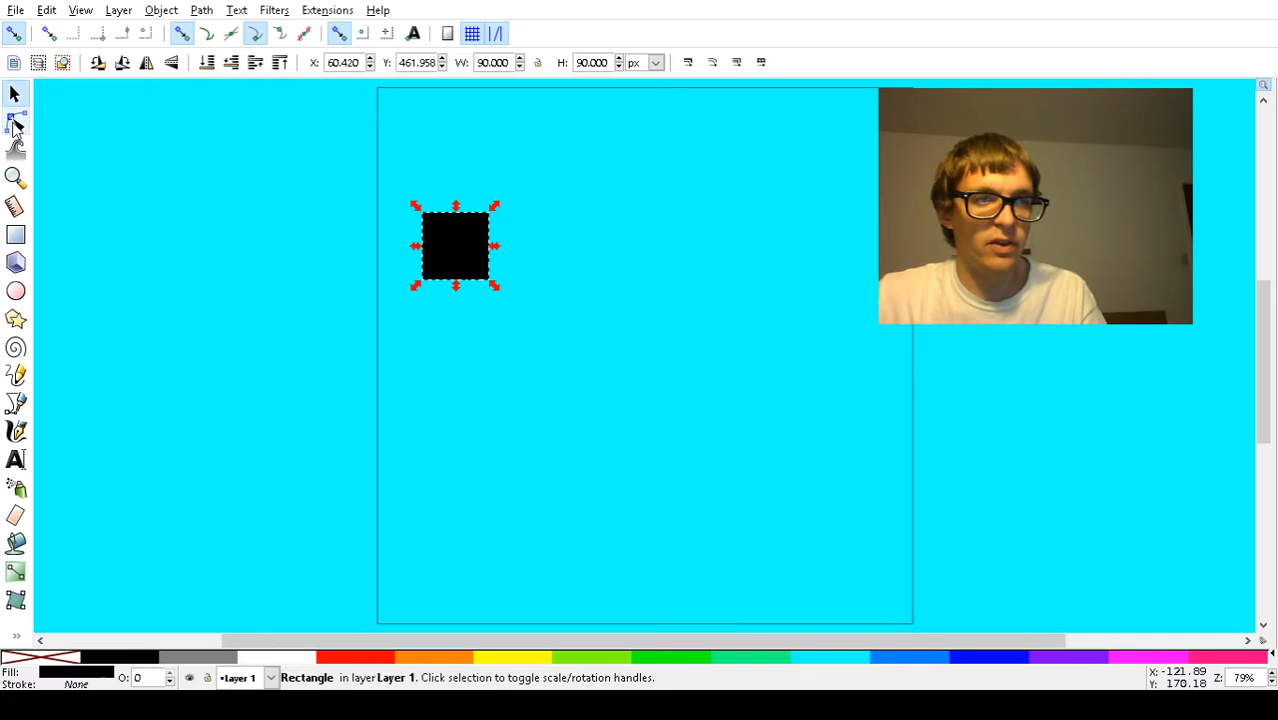 File Edit View Layer Object Path Text Filters Extensions Help
X: 60.420 Y: 461.958 W: 90.000 H: 90.000 px
Fill: O: 0 •Layer 1 Rectangle in layer Layer 1. Click selection to toggle scale/rotation handles. X: -121.89 Z: 79%
Stroke: None Y: 170.18